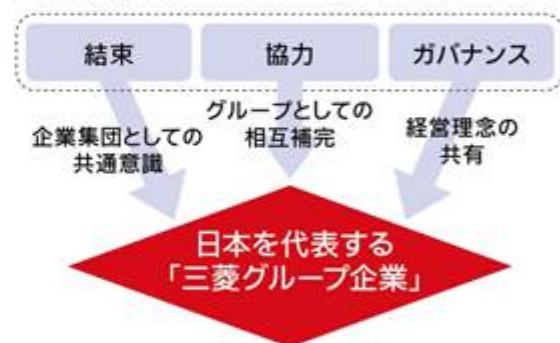 結束
協力
ガバナンス
企業集団としての
共通意識
グループとしての
相互補完
経営理念の
共有
日本を代表する
「三菱グループ企業」